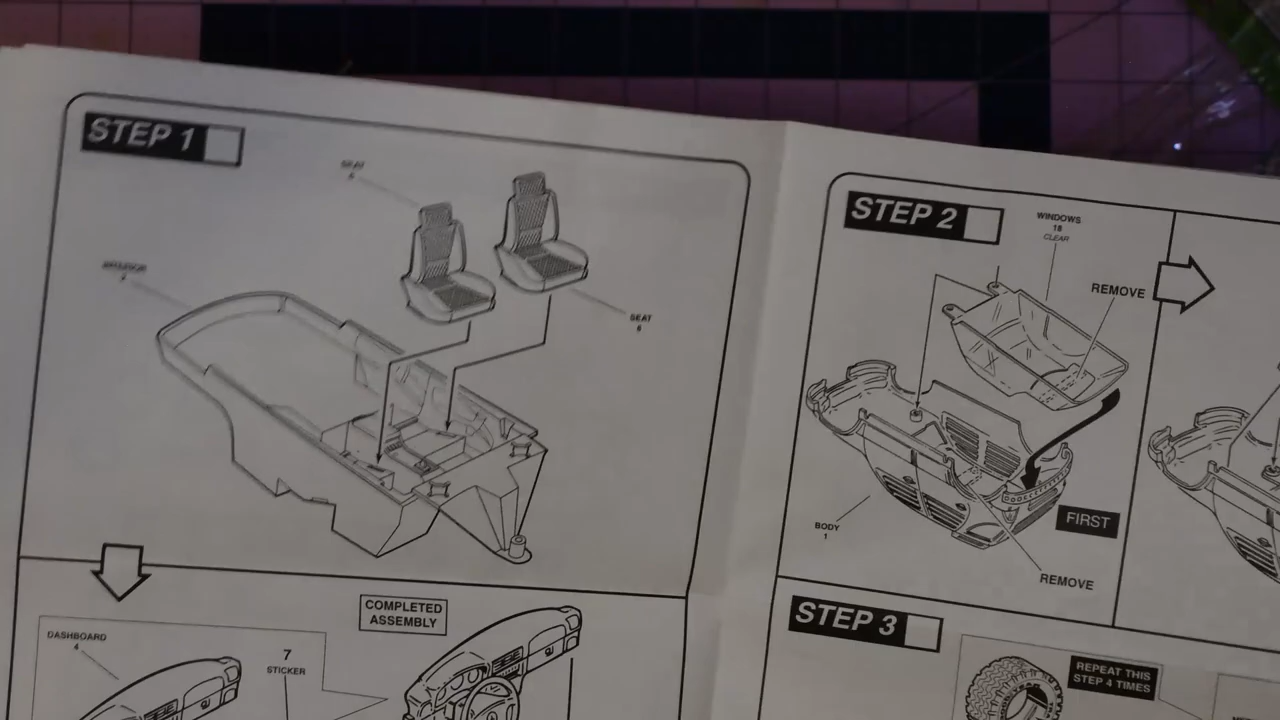 STEP 1
SEAT
SEAT
6
STEP 2
WINDOWS
18
CLEAR
REMOVE
FIRST
BODY
1
REMOVE
COMPLETED
ASSEMBLY
DASHBOARD
4
7
STICKER
STEP 3
REPEAT THIS
STEP 4 TIMES